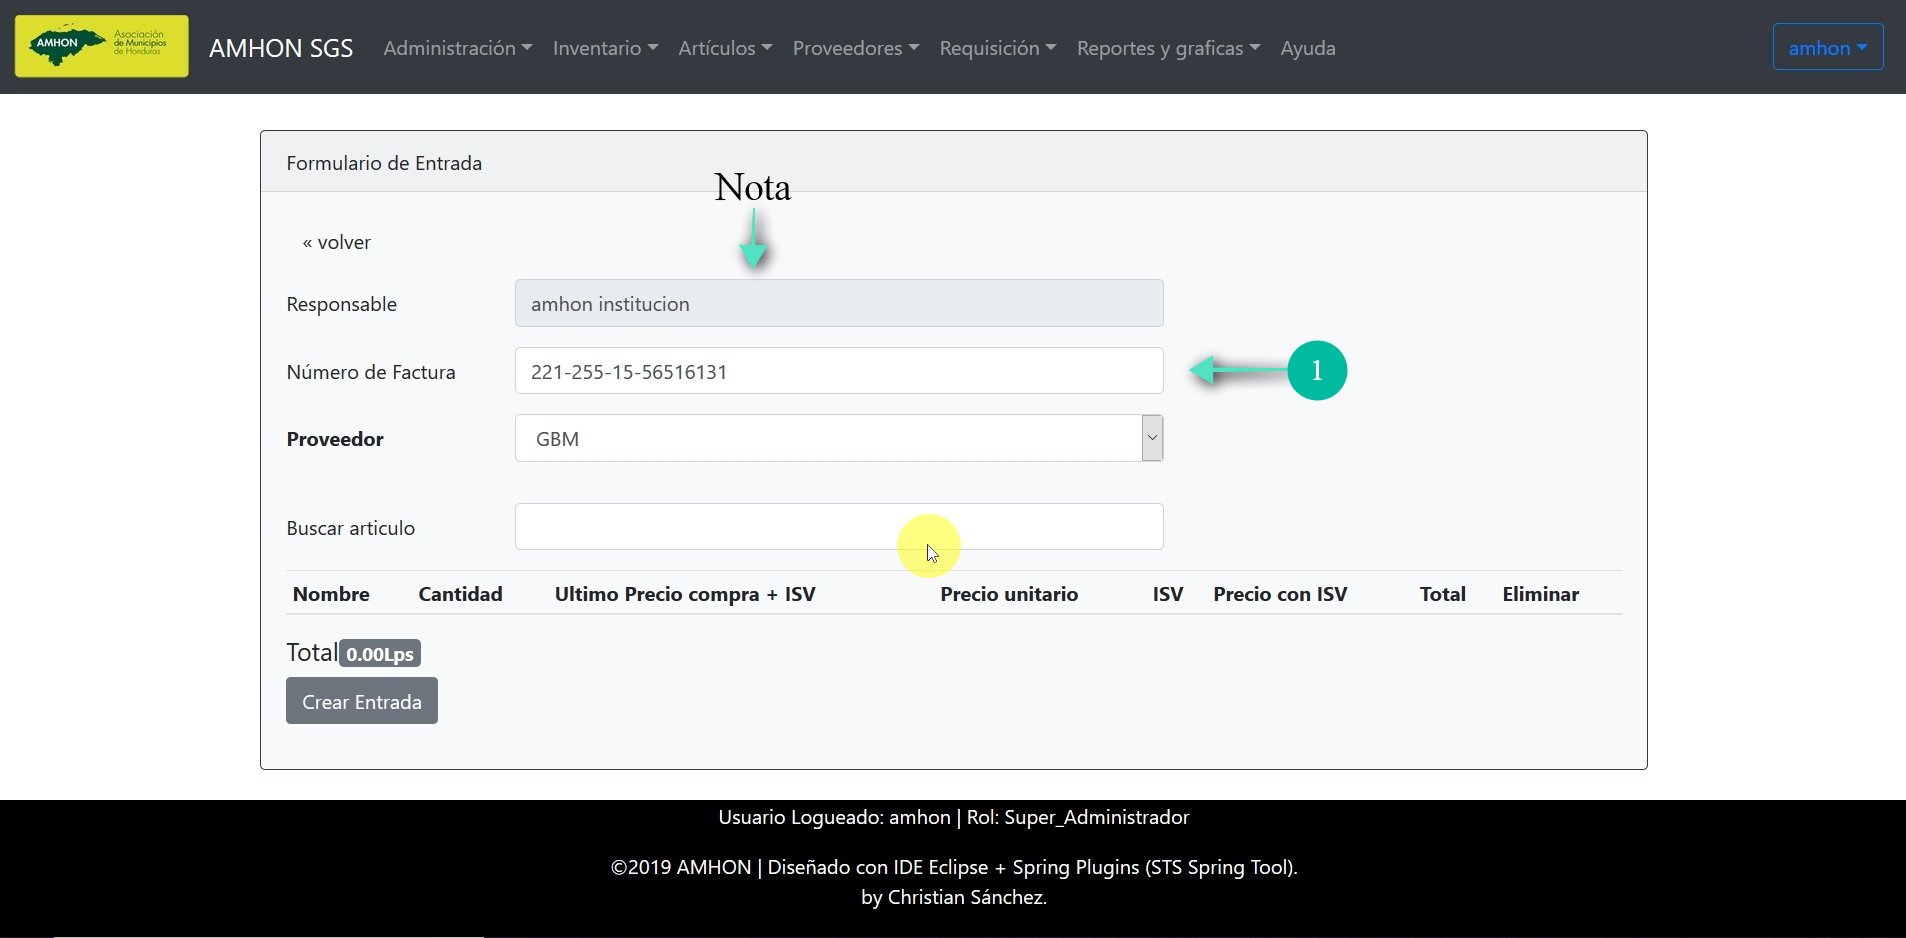 AMHON
Asociación
de Municipios
de Honduras
AMHON SGS Administración Inventario Artículos Proveedores Requisición Reportes y graficas Ayuda amhon
Formulario de Entrada
Nota
« volver
Responsable amhon institucion
Número de Factura 221-255-15-56516131 1
Proveedor GBM
Buscar articulo
Nombre Cantidad Ultimo Precio compra + ISV Precio unitario ISV Precio con ISV Total Eliminar
Total 0.00Lps
Crear Entrada
Usuario Logueado: amhon | Rol: Super_Administrador
©2019 AMHON | Diseñado con IDE Eclipse + Spring Plugins (STS Spring Tool).
by Christian Sánchez.